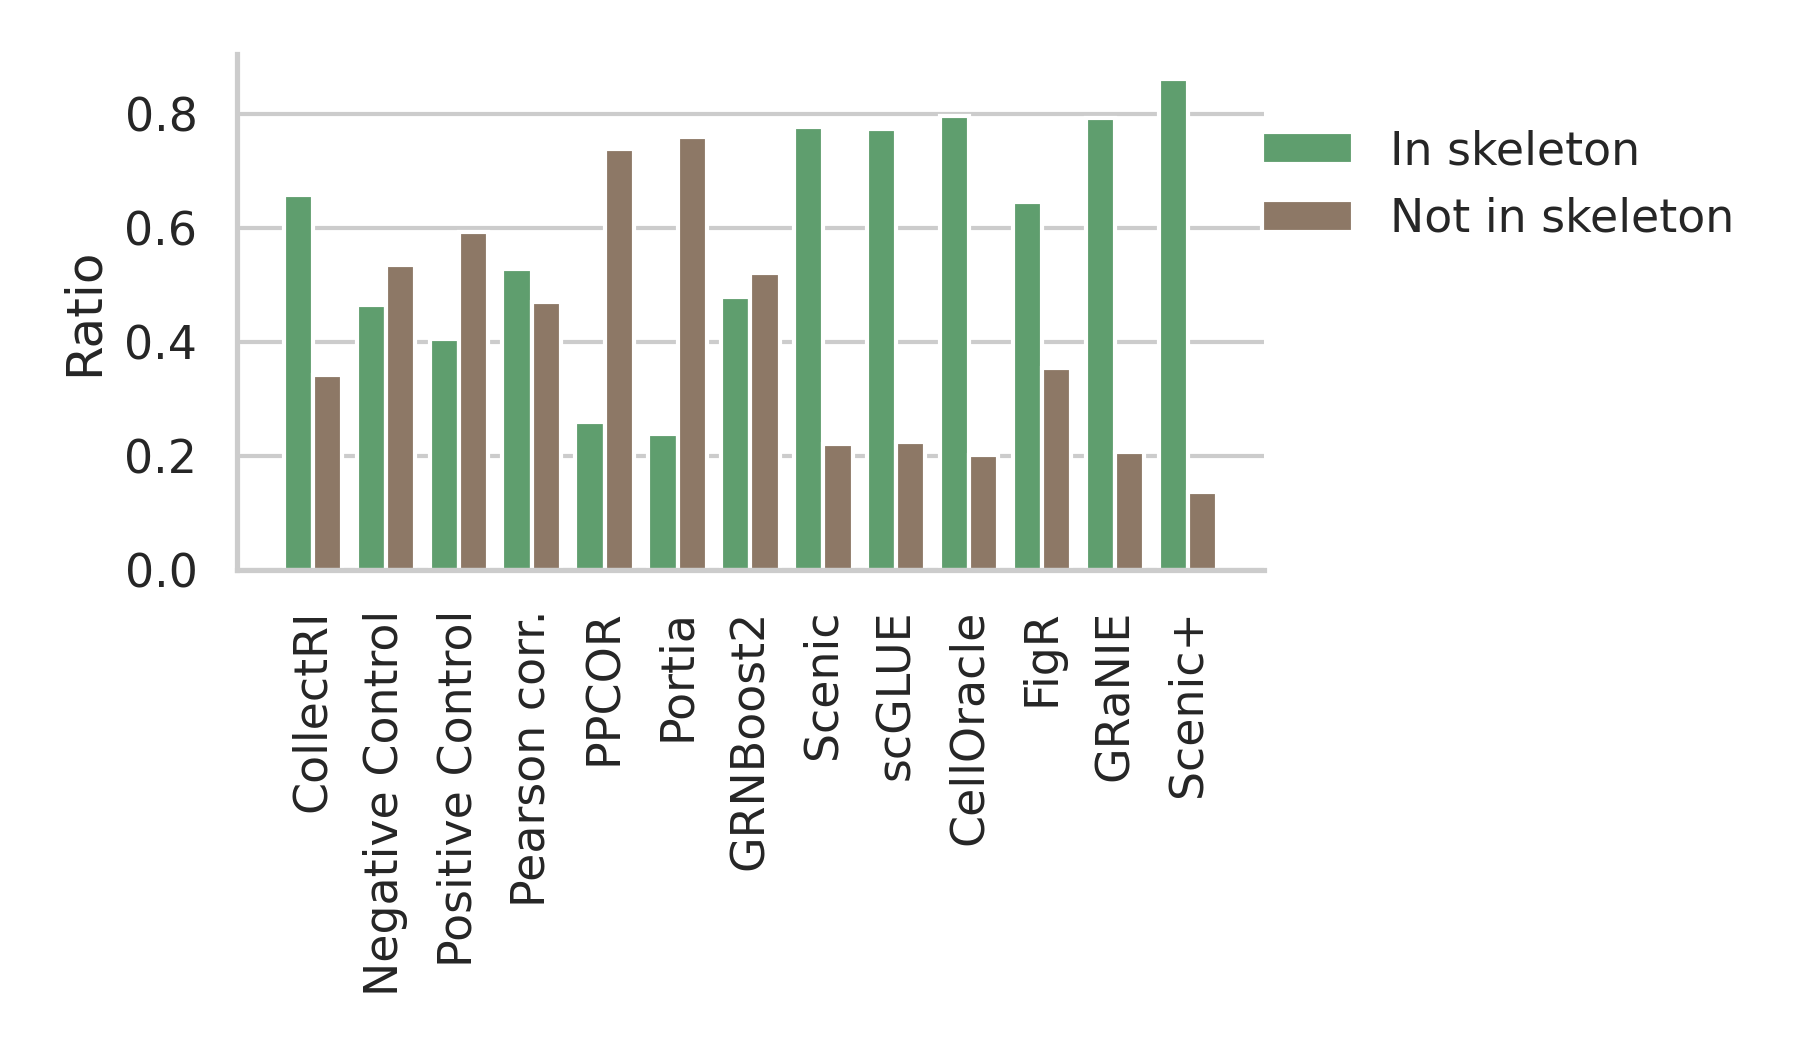 0.8
0.6
0.4
0.2
0.0
Ratio
In skeleton
Not in skeleton
CollectRI
Negative Control
Positive Control
Pearson corr.
PPCOR
Portia
GRNBoost2
Scenic
scGLUE
CellOracle
FigR
GRaNIE
Scenic+